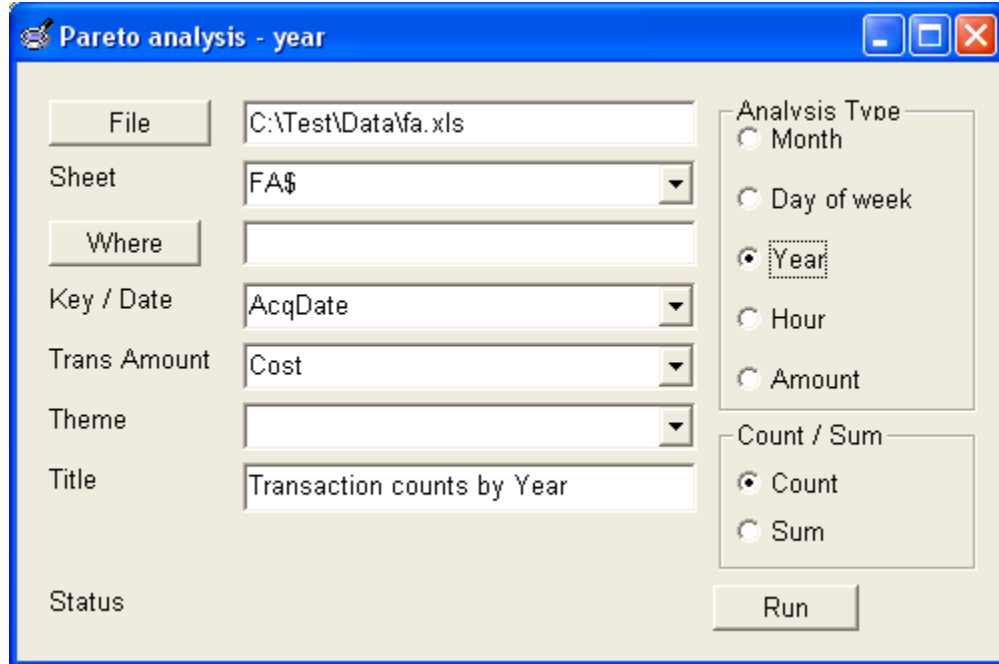 Pareto analysis - year
File
C:\Test\Data\fa.xls
Sheet
FA$
Where
Key / Date
AcqDate
Trans Amount
Cost
Theme
Title
Transaction counts by Year
Status
Analysis Type
Month
Day of week
Year
Hour
Amount
Count / Sum
Count
Sum
Run